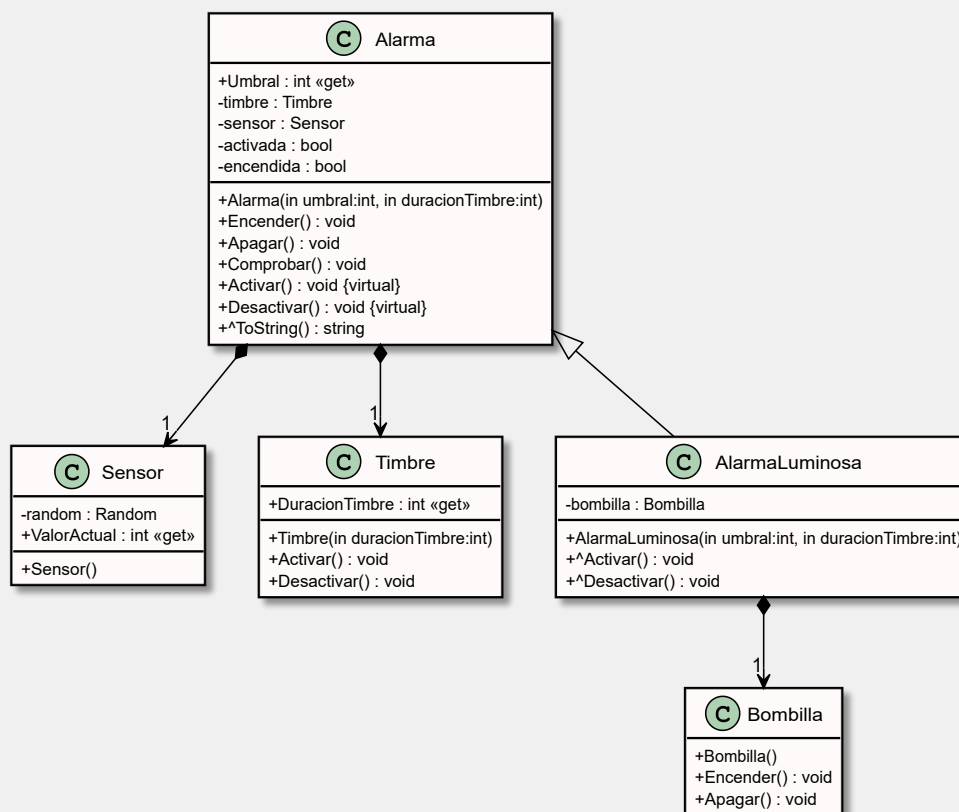 C Alarma
+Umbral : int «get»
-timbre : Timbre
-sensor : Sensor
-activada : bool
-encendida : bool
+Alarma(in umbral:int, in duracionTimbre:int)
+Encender() : void
+Apagar() : void
+Comprobar() : void
+Activar() : void {virtual}
+Desactivar() : void {virtual}
+^ToString() : string
1
1
C Sensor
-random : Random
+ValorActual : int «get»
+Sensor()
C Timbre
+DuracionTimbre : int «get»
+Timbre(in duracionTimbre:int)
+Activar() : void
+Desactivar() : void
C AlarmaLuminosa
-bombilla : Bombilla
+AlarmaLuminosa(in umbral:int, in duracionTimbre:int)
+^Activar() : void
+^Desactivar() : void
1
C Bombilla
+Bombilla()
+Encender() : void
+Apagar() : void